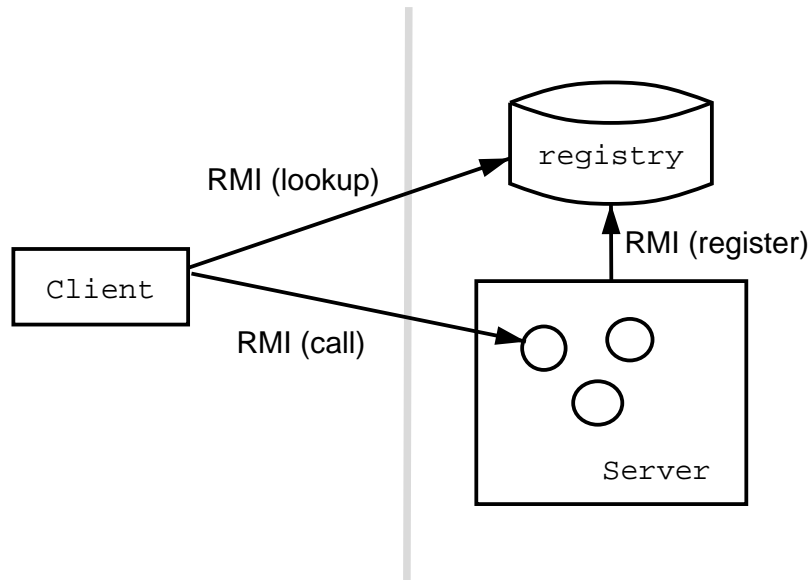 registry
RMI (lookup)
RMI (register)
Client
RMI (call)
Server